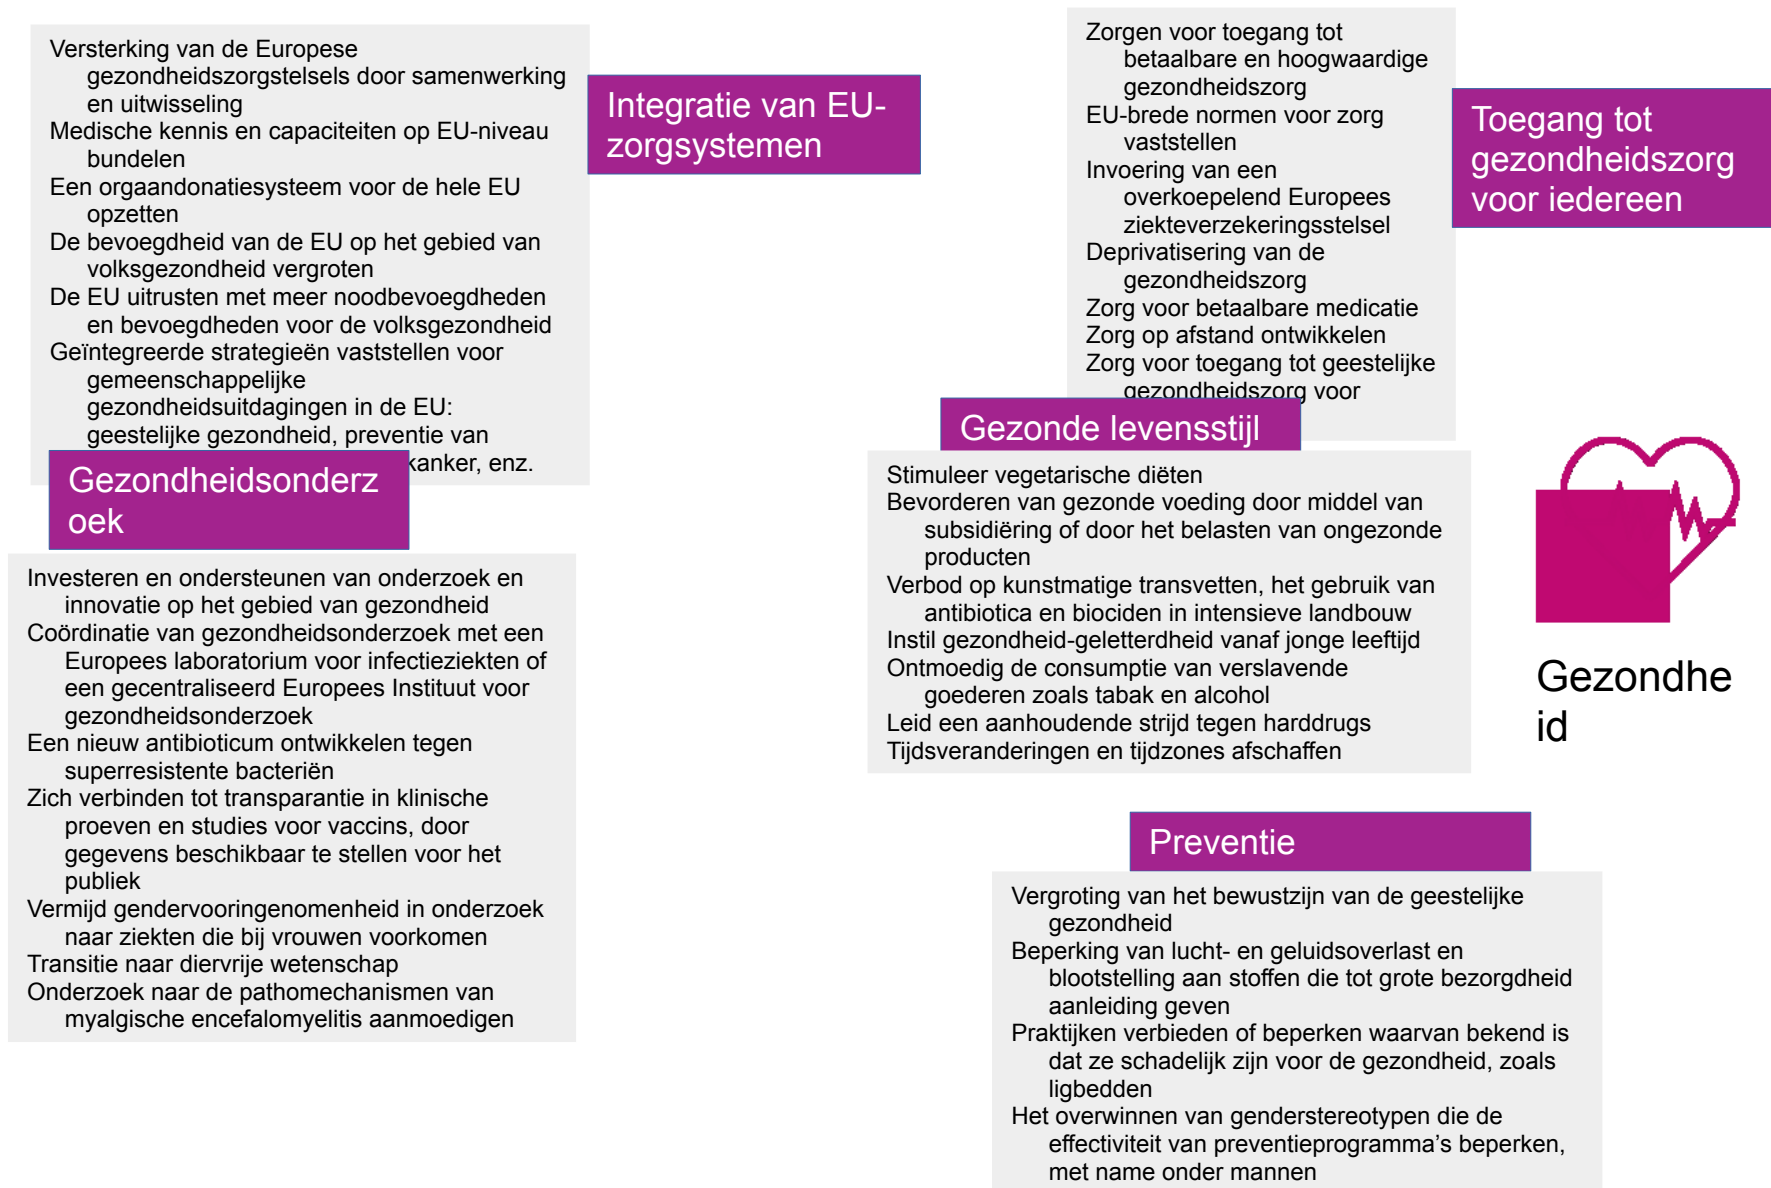 Versterking van de Europese
gezondheidszorgstelsels door samenwerking
en uitwisseling
Medische kennis en capaciteiten op EU-niveau
bundelen
Een orgaandonatiesysteem voor de hele EU
opzetten
De bevoegdheid van de EU op het gebied van
volksgezondheid vergroten
De EU uitrusten met meer noodbevoegdheden
en bevoegdheden voor de volksgezondheid
Geïntegreerde strategieën vaststellen voor
gemeenschappelijke
gezondheidsuitdagingen in de EU:
geestelijke gezondheid, preventie van
kanker, enz.
Integratie van EU-
zorgsystemen
Zorgen voor toegang tot
betaalbare en hoogwaardige
gezondheidszorg
EU-brede normen voor zorg
vaststellen
Invoering van een
overkoepelend Europees
ziekteverzekeringsstelsel
Deprivatisering van de
gezondheidszorg
Zorg voor betaalbare medicatie
Zorg op afstand ontwikkelen
Zorg voor toegang tot geestelijke
gezondheidszorg voor
Toegang tot
gezondheidszorg
voor iedereen
Gezondheidsonderz
oek
Investeren en ondersteunen van onderzoek en
innovatie op het gebied van gezondheid
Coördinatie van gezondheidsonderzoek met een
Europees laboratorium voor infectieziekten of
een gecentraliseerd Europees Instituut voor
gezondheidsonderzoek
Een nieuw antibioticum ontwikkelen tegen
superresistente bacteriën
Zich verbinden tot transparantie in klinische
proeven en studies voor vaccins, door
gegevens beschikbaar te stellen voor het
publiek
Vermijd gendervooringenomenheid in onderzoek
naar ziekten die bij vrouwen voorkomen
Transitie naar diervrije wetenschap
Onderzoek naar de pathomechanismen van
myalgische encefalomyelitis aanmoedigen
Gezonde levensstijl
Stimuleer vegetarische diëten
Bevorderen van gezonde voeding door middel van
subsidiëring of door het belasten van ongezonde
producten
Verbod op kunstmatige transvetten, het gebruik van
antibiotica en biociden in intensieve landbouw
Instil gezondheid-geletterdheid vanaf jonge leeftijd
Ontmoedig de consumptie van verslavende
goederen zoals tabak en alcohol
Leid een aanhoudende strijd tegen harddrugs
Tijdsveranderingen en tijdzones afschaffen
Gezondhe
id
Preventie
Vergroting van het bewustzijn van de geestelijke
gezondheid
Beperking van lucht- en geluidsoverlast en
blootstelling aan stoffen die tot grote bezorgdheid
aanleiding geven
Praktijken verbieden of beperken waarvan bekend is
dat ze schadelijk zijn voor de gezondheid, zoals
ligbedden
Het overwinnen van genderstereotypen die de
effectiviteit van preventieprogramma's beperken,
met name onder mannen